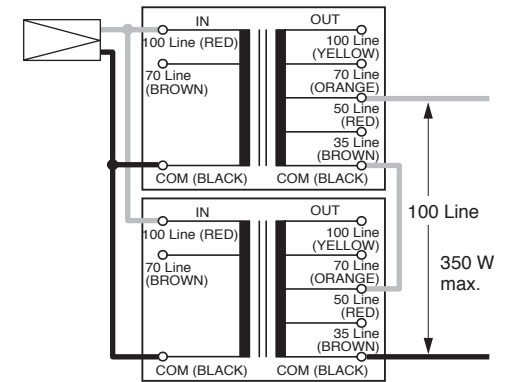 IN
OUT
100 Line (RED)
100 Line
(YELLOW)
70 Line
(BROWN)
70 Line
(ORANGE)
50 Line
(RED)
35 Line
(BROWN)
COM (BLACK)
COM (BLACK)
IN
OUT
100 Line (RED)
100 Line
(YELLOW)
70 Line
(BROWN)
70 Line
(ORANGE)
50 Line
(RED)
35 Line
(BROWN)
COM (BLACK)
COM (BLACK)
100 Line
350 W
max.